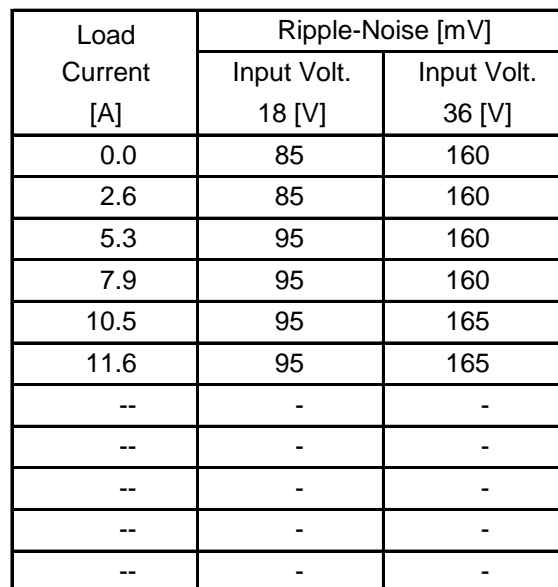 Load Ripple-Noise [mV]
Current Input Volt. Input Volt.
[A] 18 [V] 36 [V]
0.0 85 160
2.6 85 160
5.3 95 160
7.9 95 160
10.5 95 165
11.6 95 165
-- - -
-- - -
-- - -
-- - -
-- - -